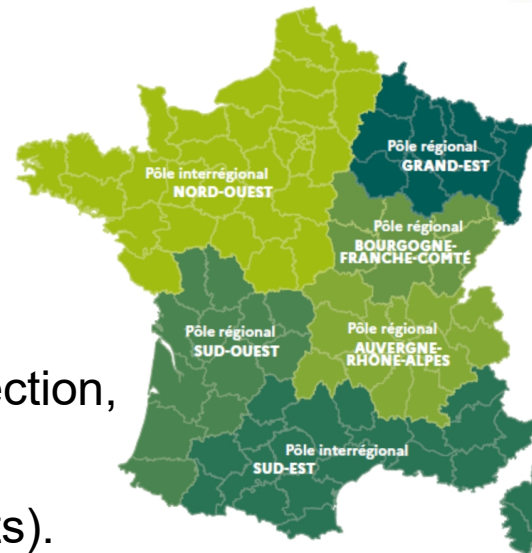 Pôle régional
GRAND-EST
Pôle interrégional
NORD-OUEST
Pôle régional
BOURGOGNE-
FRANCHE-COMTÉ
Pôle régional
SUD-OUEST
Pôle régional
AUVERGNE-
RHÔNE-ALPES
ection,
Pôle interrégional
SUD-EST
ts).